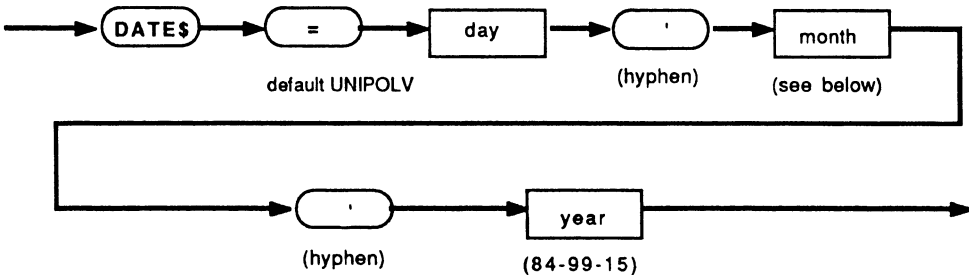 DATE$ = day ' month
default UNIPOLV (hyphen) (see below)
' year
(hyphen) (84-99-15)